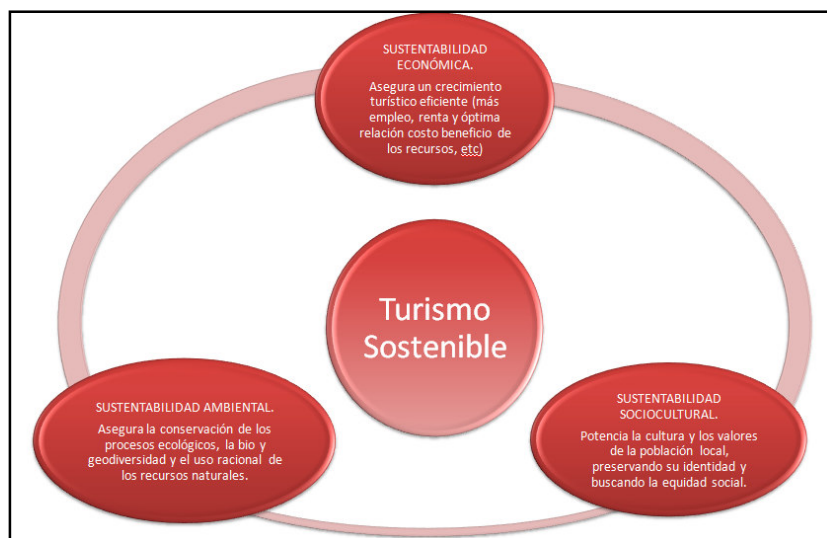 SUSTENTABILIDAD
ECONÓMICA.
Asegura un crecimiento
turístico eficiente (más
empleo, renta y óptima
relación costo beneficio de
los recursos, etc)
Turismo
Sostenible
SUSTENTABILIDAD AMBIENTAL.
Asegura la conservación de los
procesos ecológicos, la bio y
geodiversidad y el uso racional de
los recursos naturales.
SUSTENTABILIDAD
SOCIOCULTURAL.
Potencia la cultura y los valores
de la población local,
preservando su identidad y
buscando la equidad social.